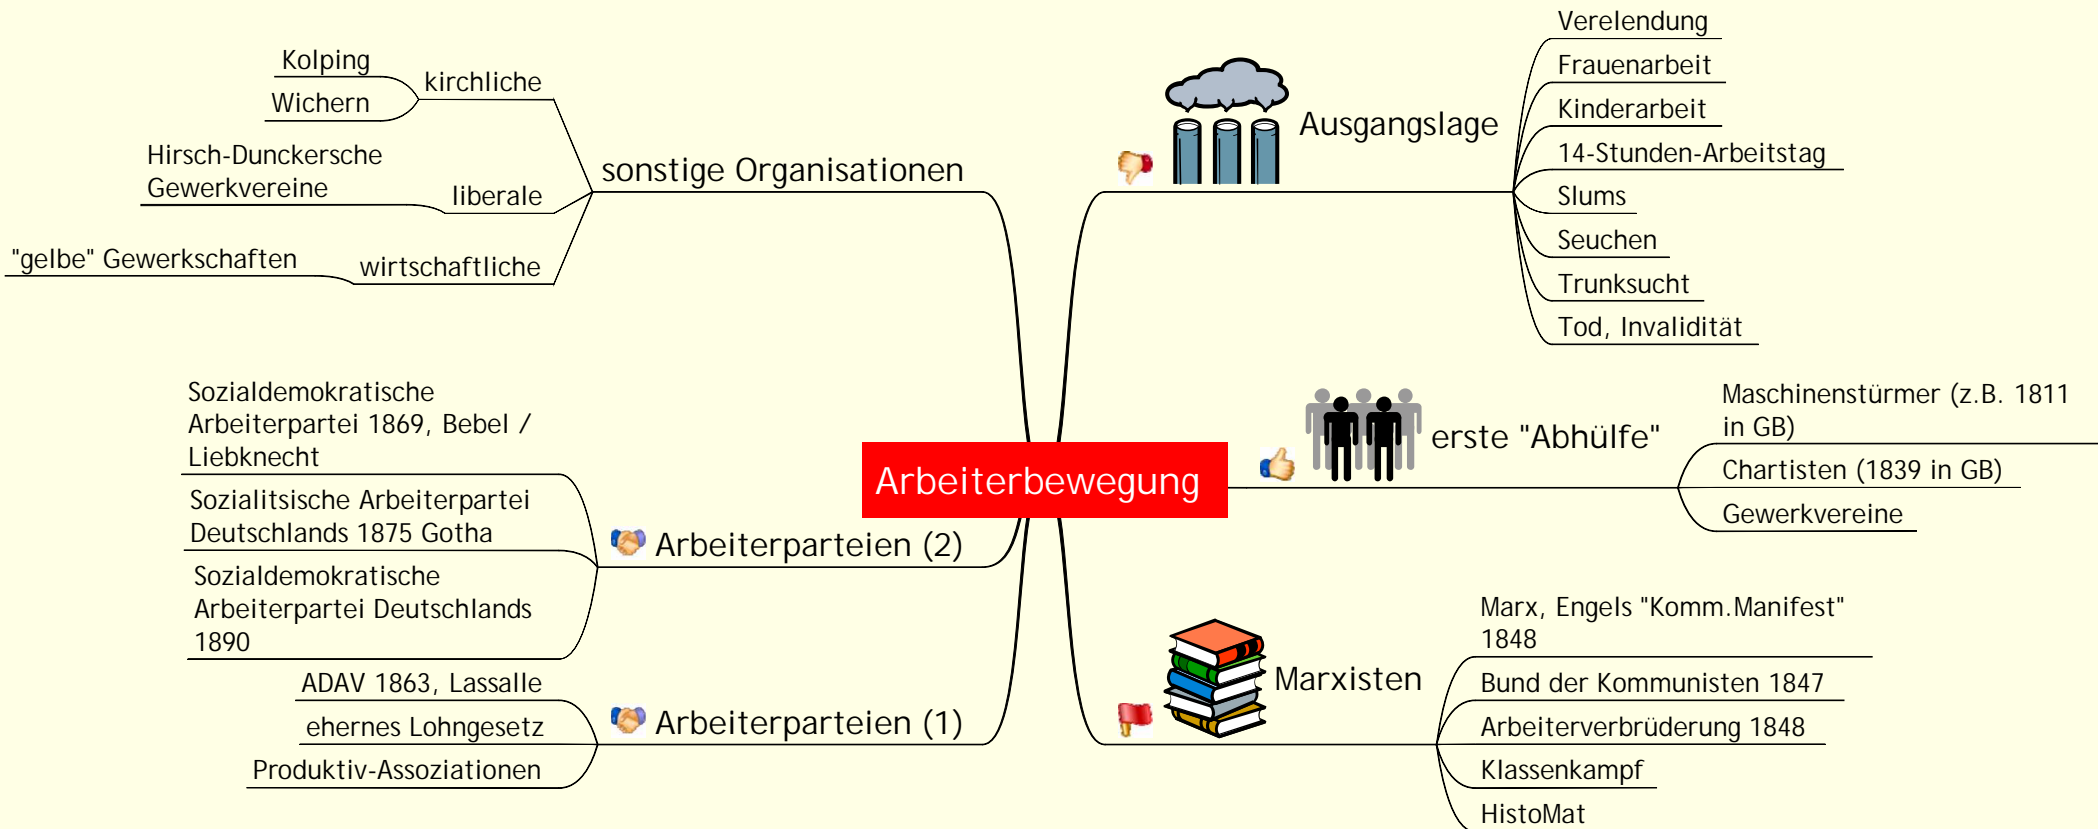 Arbeiterbewegung
Ausgangslage
Verelendung
Frauenarbeit
Kinderarbeit
14-Stunden-Arbeitstag
Slums
Seuchen
Trunksucht
Tod, Invalidität
erste "Abhülfe"
Maschinenstürmer (z.B. 1811
in GB)
Chartisten (1839 in GB)
Gewerkvereine
Marxisten
Marx, Engels "Komm.Manifest"
1848
Bund der Kommunisten 1847
Arbeiterverbrüderung 1848
Klassenkampf
HistoMat
Arbeiterparteien (1)
ADAV 1863, Lassalle
ehernes Lohngesetz
Produktiv-Assoziationen
Arbeiterparteien (2)
Sozialdemokratische
Arbeiterpartei 1869, Bebel /
Liebknecht
Sozialitsische Arbeiterpartei
Deutschlands 1875 Gotha
Sozialdemokratische
Arbeiterpartei Deutschlands
1890
sonstige Organisationen
kirchliche
Kolping
Wichern
liberale
Hirsch-Dunckersche
Gewerkvereine
wirtschaftliche
"gelbe" Gewerkschaften